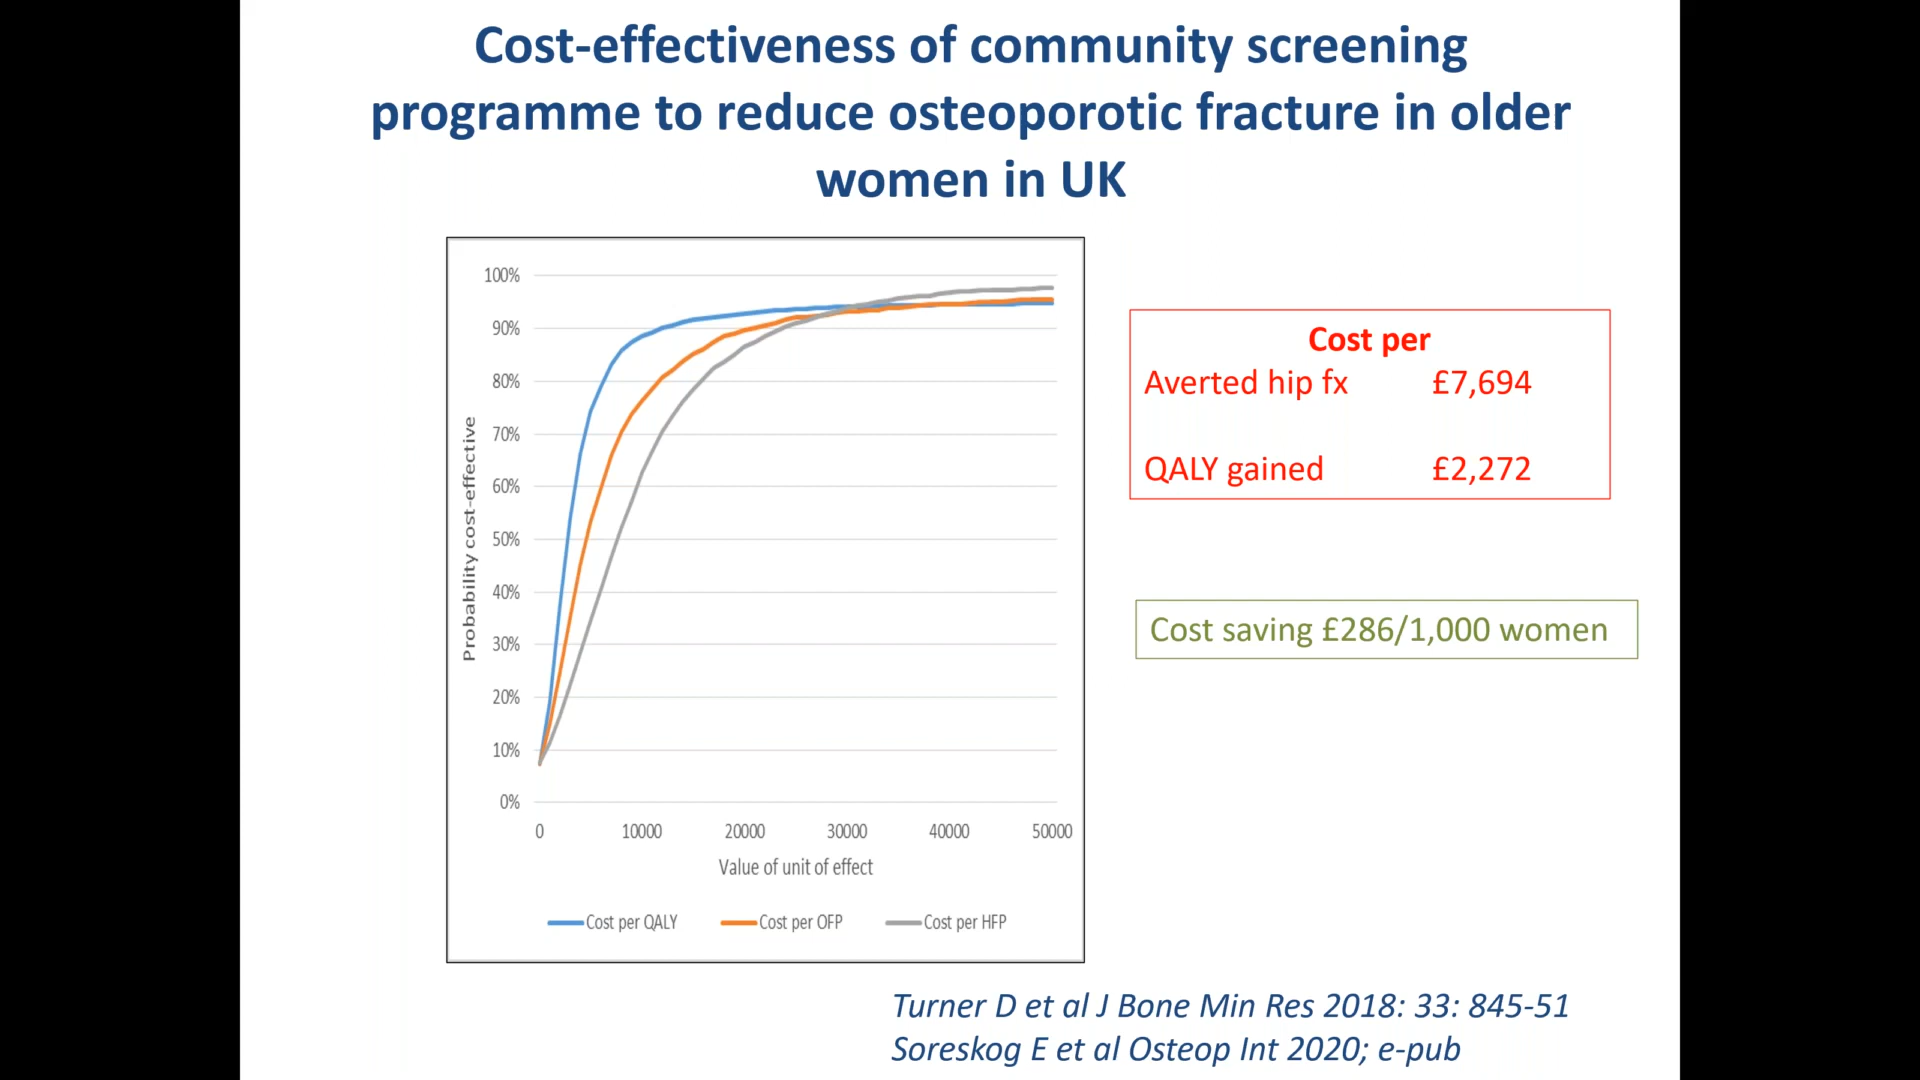 Cost-effectiveness of community screening
programme to reduce osteoporotic fracture in older
women in UK
100%
90%
80%
70%
60%
50%
40%
30%
20%
10%
0%
Probability cost-effective
0 10000 20000 30000 40000 50000
Value of unit of effect
Cost per QALY Cost per OFP Cost per HFP
Cost per
Averted hip fx £7,694
QALY gained £2,272
Cost saving £286/1,000 women
Turner D et al J Bone Min Res 2018: 33: 845-51
Soreskog E et al Osteop Int 2020; e-pub